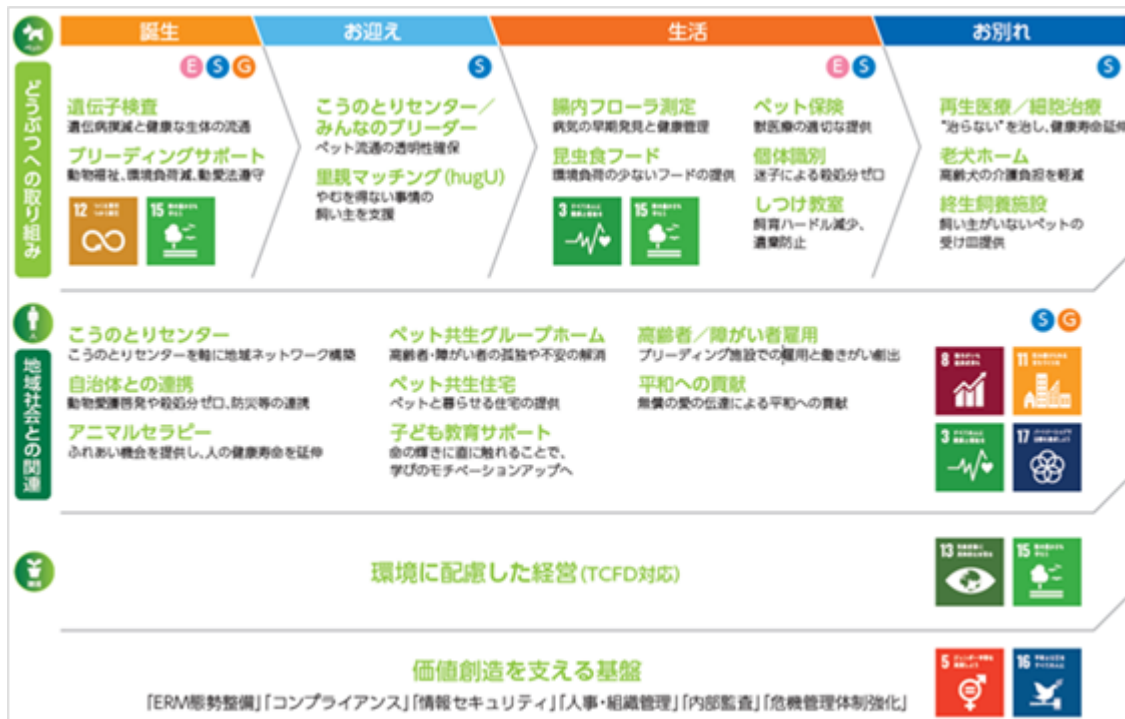 誕生
お迎え
生活
お別れ
ペット
どうぶつへの取り組み
E S G
S
E S
S
遺伝子検査
遺伝病撲滅と健康な生体の流通
ブリーディングサポート
動物福祉、環境負荷減、動愛法遵守
12
15
こうのとりセンター／
みんなのブリーダー
ペット流通の透明性確保
里親マッチング(hugU)
やむを得ない事情の
飼い主を支援
腸内フローラ測定
病気の早期発見と健康管理
昆虫食フード
環境負荷の少ないフードの提供
3
15
ペット保険
獣医療の適切な提供
個体識別
迷子による殺処分ゼロ
しつけ教室
飼育ハードル減少、
遺棄防止
再生医療／細胞治療
"治らない"を治し、健康寿命延伸
老犬ホーム
高齢犬の介護負担を軽減
終生飼養施設
飼い主がいないペットの
受け皿提供
人
地域社会との関連
S G
こうのとりセンター
こうのとりセンターを軸に地域ネットワーク構築
自治体との連携
動物愛護啓発や殺処分ゼロ、防災等の連携
アニマルセラピー
ふれあい機会を提供し、人の健康寿命を延伸
ペット共生グループホーム
高齢者・障がい者の孤独や不安の解消
ペット共生住宅
ペットと暮らせる住宅の提供
子ども教育サポート
命の輝きに直に触れることで、
学びのモチベーションアップへ
高齢者／障がい者雇用
ブリーディング施設での雇用と働きがい創出
平和への貢献
無償の愛の伝達による平和への貢献
8
11
3
17
環境に配慮した経営(TCFD対応)
13
15
価値創造を支える基盤
「ERM態勢整備」「コンプライアンス」「情報セキュリティ」「人事・組織管理」「内部監査」「危機管理体制強化」
5
16